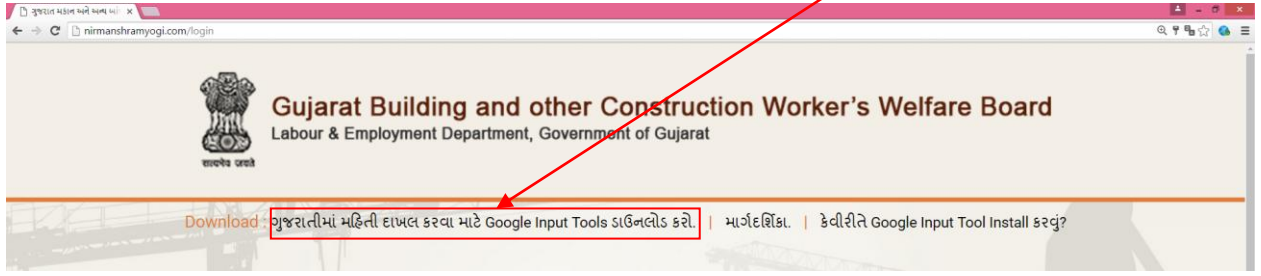 ગુજરાત મકાન અને અન્ય બાં
nirmanshramyogi.com/login
Gujarat Building and other Construction Worker's Welfare Board
Labour & Employment Department, Government of Gujarat
सत्यमेव जयते
Download : ગુજરાતીમાં મહિતી દાખલ કરવા માટે Google Input Tools ડાઉનલોડ કરો. | માર્ગદર્શિકા. | કેવીરીતે Google Input Tool Install કરવું?